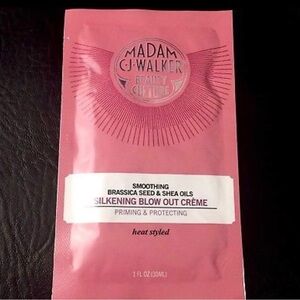 MADAM
C·J·WALKER
BEAUTY
CULTURE
SMOOTHING
BRASSICA SEED & SHEA OILS
SILKENING BLOW OUT CRÈME
PRIMING & PROTECTING
heat styled
1 FL OZ (30ML)